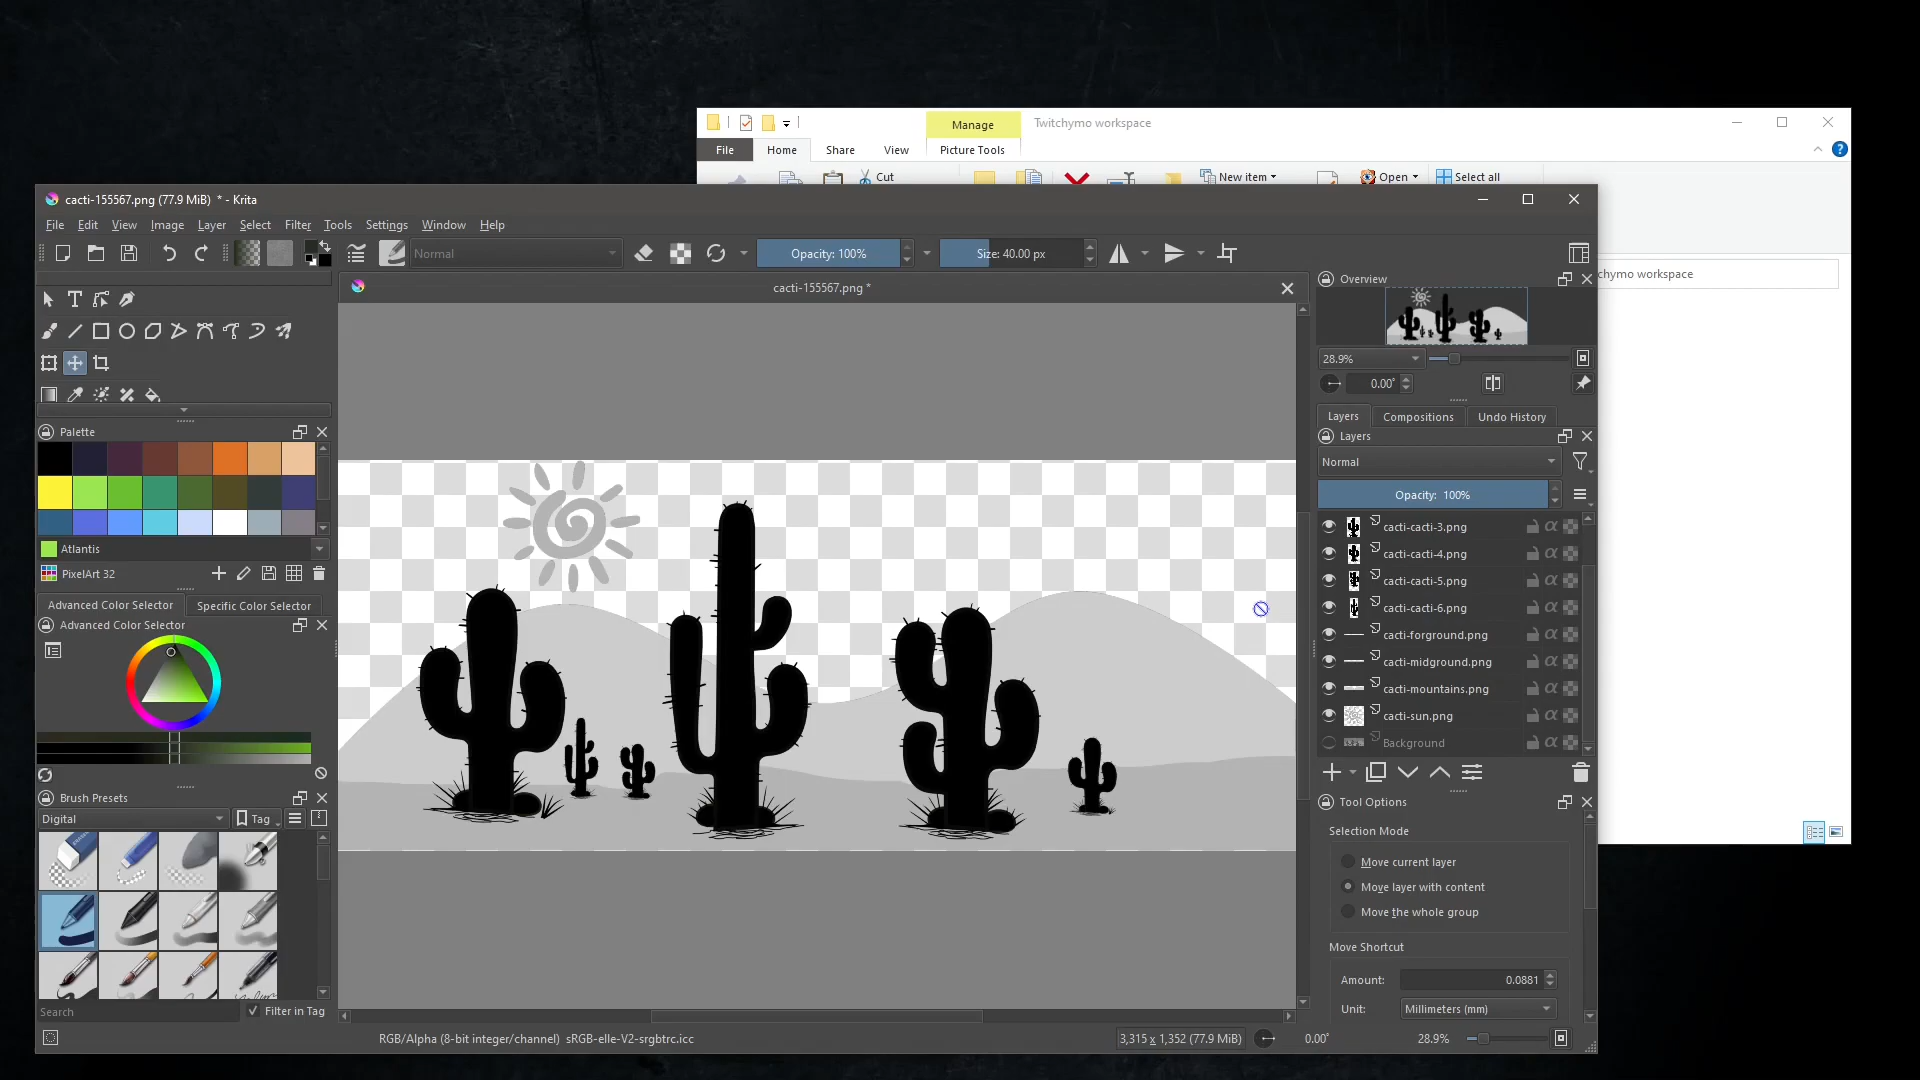 Manage
Twitchymo workspace
File
Home
Share
View
Picture Tools
Cut
New item
Open
Select all
cacti-155567.png (77.9 MiB) * - Krita
File
Edit
View
Image
Layer
Select
Filter
Tools
Settings
Window
Help
Normal
Opacity: 100%
Size: 40.00 px
chymo workspace
cacti-155567.png *
Overview
28.9%
0.00°
Layers
Compositions
Undo History
Layers
Normal
Opacity: 100%
cacti-cacti-3.png
cacti-cacti-4.png
cacti-cacti-5.png
cacti-cacti-6.png
cacti-forground.png
cacti-midground.png
cacti-mountains.png
cacti-sun.png
Background
Tool Options
Selection Mode
Move current layer
Move layer with content
Move the whole group
Move Shortcut
Amount:
0.0881
Unit:
Millimeters (mm)
Palette
Atlantis
PixelArt 32
Advanced Color Selector
Specific Color Selector
Advanced Color Selector
Brush Presets
Digital
Tag
Search
Filter in Tag
RGB/Alpha (8-bit integer/channel) sRGB-elle-V2-srgbtrc.icc
3,315 x 1,352 (77.9 MiB)
0.00°
28.9%